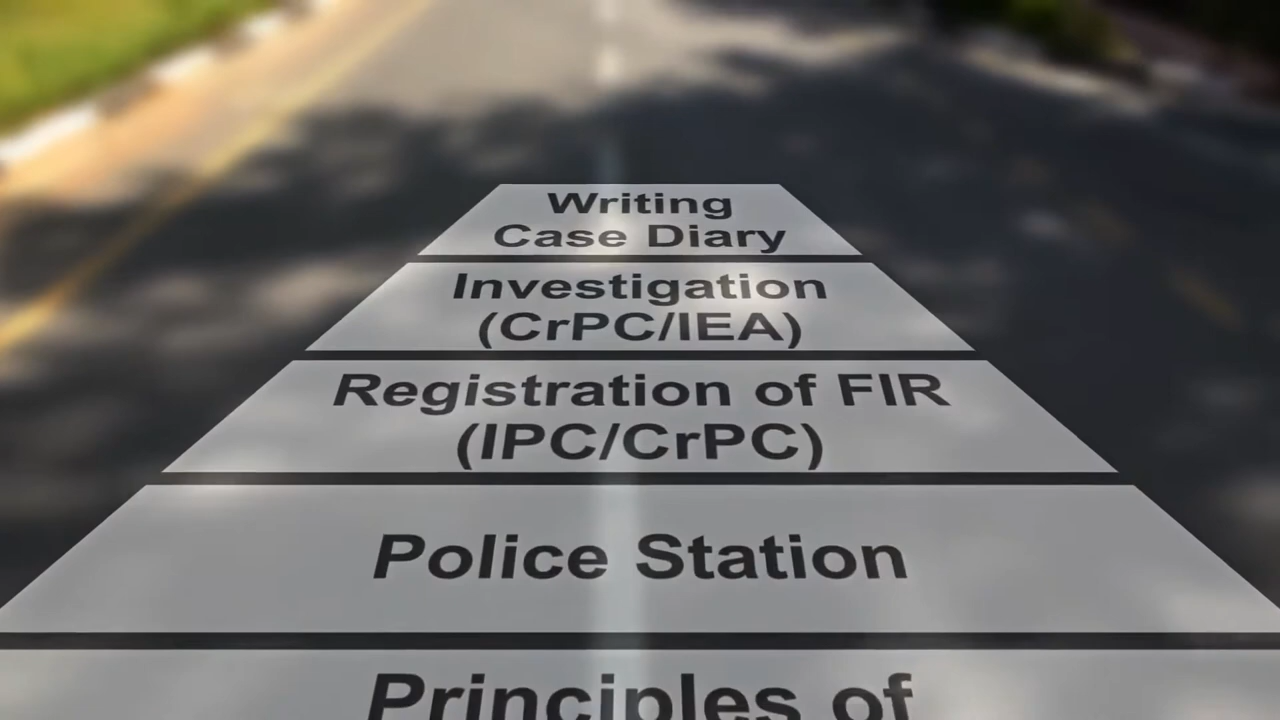 Writing
Case Diary
Investigation
(CrPC/IEA)
Registration of FIR
(IPC/CrPC)
Police Station
Principles of